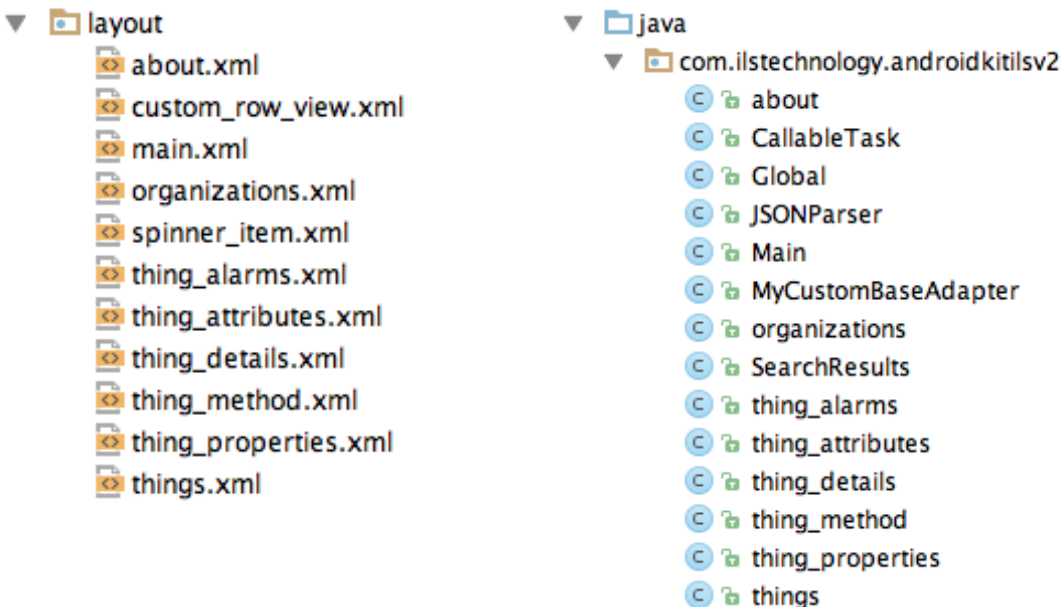 layout
about.xml
custom_row_view.xml
main.xml
organizations.xml
spinner_item.xml
thing_alarms.xml
thing_attributes.xml
thing_details.xml
thing_method.xml
thing_properties.xml
things.xml
java
com.ilstechnology.androidkitilsv2
about
CallableTask
Global
JSONParser
Main
MyCustomBaseAdapter
organizations
SearchResults
thing_alarms
thing_attributes
thing_details
thing_method
thing_properties
things